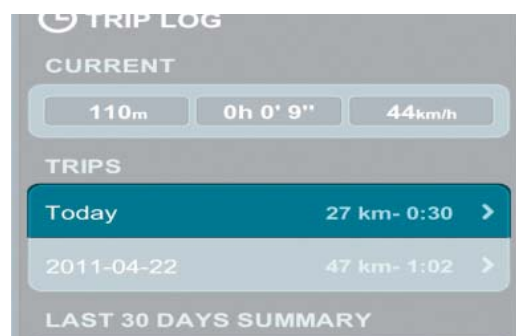 TRIP LOG
CURRENT
110m 0h 0' 9'' 44km/h
TRIPS
Today 27 km- 0:30
2011-04-22 47 km- 1:02
LAST 30 DAYS SUMMARY